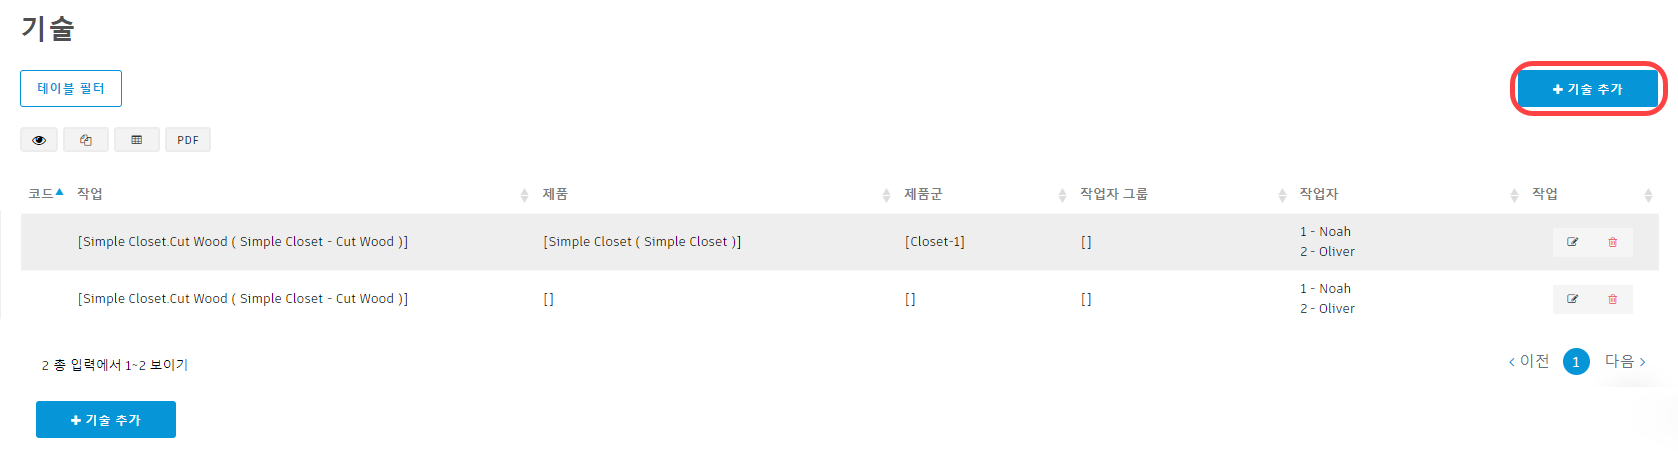 기술
테이블 필터
기술 추가
PDF
코드 작업 제품 제품군 작업자 그룹 작업자 작업
[Simple Closet.Cut Wood ( Simple Closet - Cut Wood )] [Simple Closet ( Simple Closet )] [Closet-1] [] 1 - Noah
2 - Oliver
[Simple Closet.Cut Wood ( Simple Closet - Cut Wood )] [] [] [] 1 - Noah
2 - Oliver
2 총 입력에서 1~2 보이기
‹ 이전 1 다음 ›
기술 추가